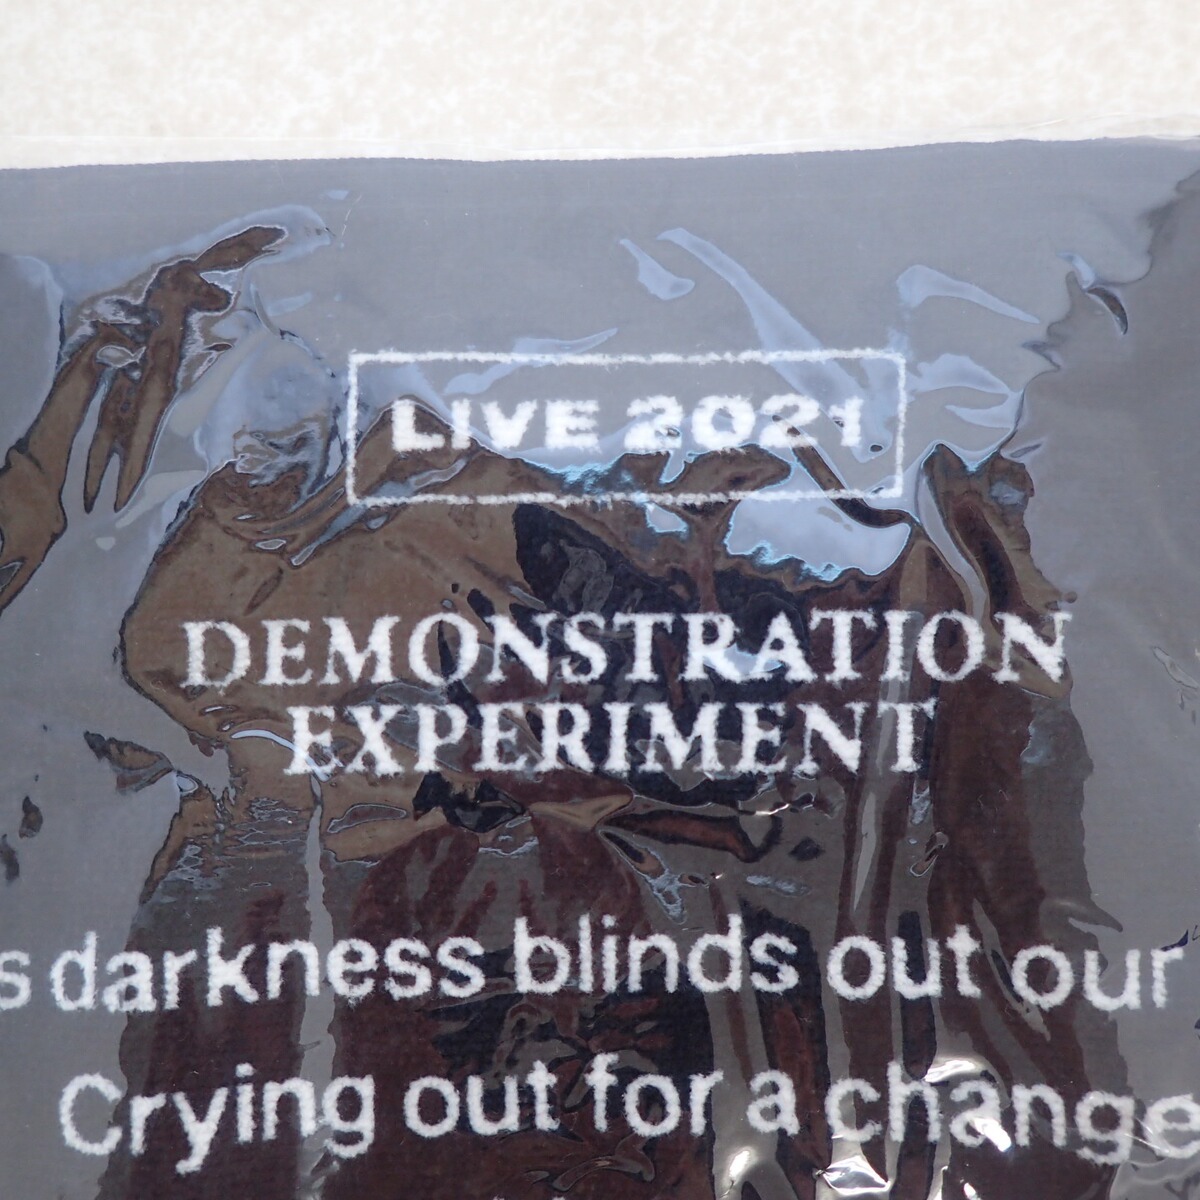 LIVE 2021
DEMONSTRATION
EXPERIMENT
darkness blinds out our
Crying out for a change